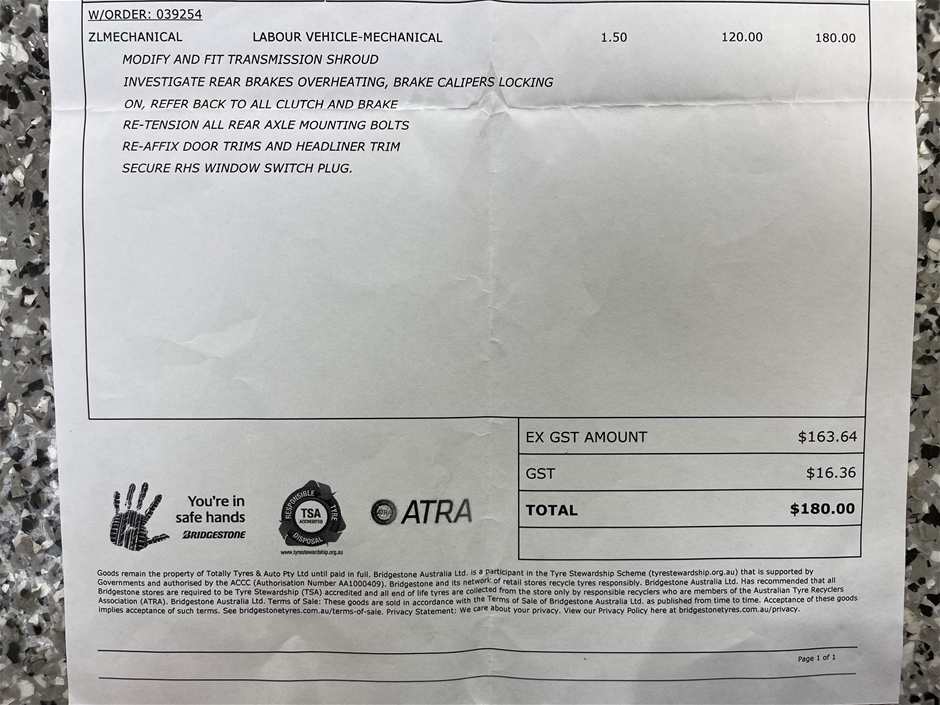 W/ORDER: 039254
ZLMECHANICAL LABOUR VEHICLE-MECHANICAL 1.50 120.00 180.00
MODIFY AND FIT TRANSMISSION SHROUD
INVESTIGATE REAR BRAKES OVERHEATING, BRAKE CALIPERS LOCKING
ON, REFER BACK TO ALL CLUTCH AND BRAKE
RE-TENSION ALL REAR AXLE MOUNTING BOLTS
RE-AFFIX DOOR TRIMS AND HEADLINER TRIM
SECURE RHS WINDOW SWITCH PLUG.
EX GST AMOUNT $163.64
GST $16.36
TOTAL $180.00
You're in
safe hands
BRIDGESTONE
RESPONSIBLE TYRE DISPOSAL
TSA
ACCREDITED
www.tyrestewardship.org.au
ATRA
ATRA
Goods remain the property of Totally Tyres & Auto Pty Ltd until paid in full. Bridgestone Australia Ltd. is a participant in the Tyre Stewardship Scheme (tyrestewardship.org.au) that is supported by
Governments and authorised by the ACCC (Authorisation Number AA1000409). Bridgestone and its network of retail stores recycle tyres responsibly. Bridgestone Australia Ltd. Has recommended that all
Bridgestone stores are required to be Tyre Stewardship (TSA) accredited and all end of life tyres are collected from the store only by responsible recyclers who are members of the Australian Tyre Recyclers
Association (ATRA). Bridgestone Australia Ltd. Terms of Sale: These goods are sold in accordance with the Terms of Sale of Bridgestone Australia Ltd. as published from time to time. Acceptance of these goods
implies acceptance of such terms. See bridgestonetyres.com.au/terms-of-sale. Privacy Statement: We care about your privacy. View our Privacy Policy here at bridgestonetyres.com.au/privacy.
Page 1 of 1